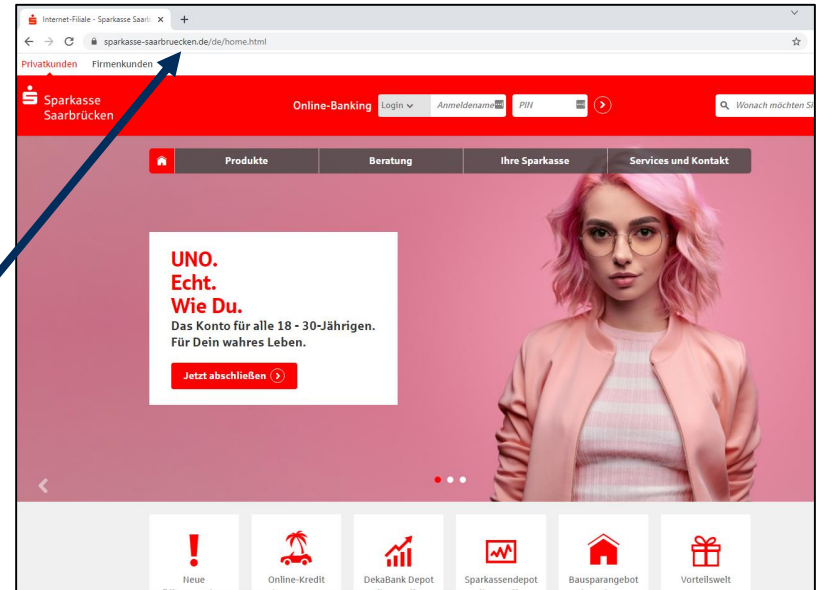 Internet-Filiale - Sparkasse Saarb
sparkasse-saarbruecken.de/de/home.html
Privatkunden Firmenkunden
Sparkasse
Saarbrücken
Online-Banking Login Anmeldename PIN Wonach möchten
Produkte Beratung Ihre Sparkasse Services und Kontakt
UNO.
Echt.
Wie Du.
Das Konto für alle 18 - 30-Jährigen.
Für Dein wahres Leben.
Jetzt abschließen
Neue Online-Kredit DekaBank Depot Sparkassendepot Bausparangebot Vorteilswelt